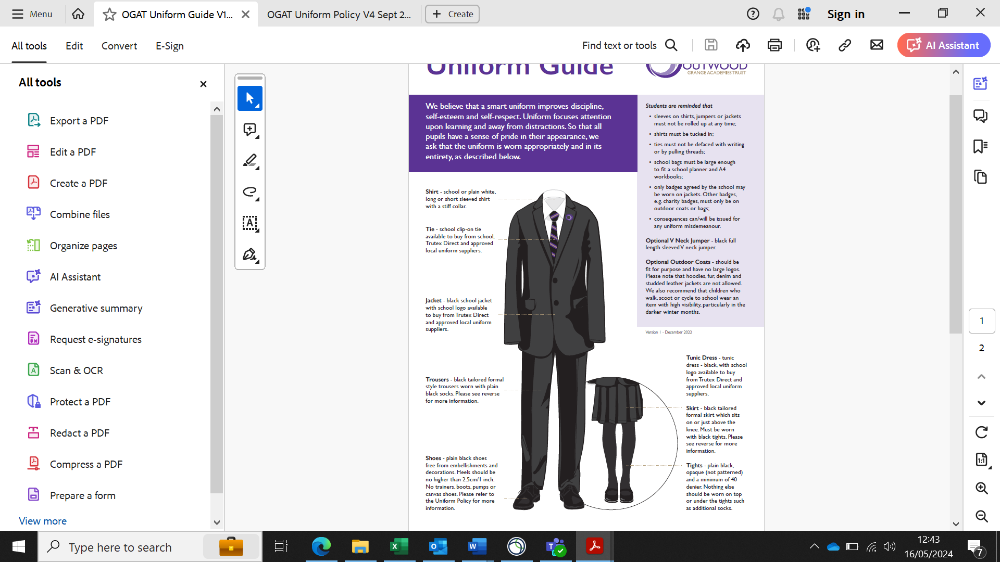 Menu
OGAT Uniform Guide V1...
OGAT Uniform Policy V4 Sept 2...
Create
Sign in
All tools
Edit
Convert
E-Sign
Find text or tools
AI Assistant
All tools
Export a PDF
Edit a PDF
Create a PDF
Combine files
Organize pages
AI Assistant
Generative summary
Request e-signatures
Scan & OCR
Protect a PDF
Redact a PDF
Compress a PDF
Prepare a form
View more
Uniform Guide
OUTWOOD
GRANGE ACADEMIES TRUST
We believe that a smart uniform improves discipline,
self-esteem and self-respect. Uniform focuses attention
upon learning and away from distractions. So that all
pupils have a sense of pride in their appearance, we
ask that the uniform is worn appropriately and in its
entirety, as described below.
Students are reminded that
• sleeves on shirts, jumpers or jackets
must not be rolled up at any time;
• shirts must be tucked in;
• ties must not be defaced with writing
or by pulling threads;
• school bags must be large enough
to fit a school planner and A4
workbooks;
• only badges agreed by the school may
be worn on jackets. Other badges,
e.g. charity badges, must only be on
outdoor coats or bags;
• consequences can/will be issued for
any uniform misdemeanour.
Optional V Neck Jumper - black full
length sleeved V neck jumper.
Optional Outdoor Coats - should be
fit for purpose and have no large logos.
Please note that hoodies, fur, denim and
studded leather jackets are not allowed.
We also recommend that children who
walk, scoot or cycle to school wear an
item with high visibility, particularly in the
darker winter months.
Version 1 - December 2022
Shirt - school or plain white,
long or short sleeved shirt
with a stiff collar.
Tie - school clip-on tie
available to buy from school,
Trutex Direct and approved
local uniform suppliers.
Jacket - black school jacket
with school logo available
to buy from Trutex Direct
and approved local uniform
suppliers.
Trousers - black tailored formal
style trousers worn with plain
black socks. Please see reverse
for more information.
Shoes - plain black shoes
free from embellishments and
decorations. Heels should be
no higher than 2.5cm/1 inch.
No trainers, boots, pumps or
canvas shoes. Please refer to
the Uniform Policy for more
information.
Tunic Dress - tunic
dress - black, with school
logo available to buy
from Trutex Direct and
approved local uniform
suppliers.
Skirt - black tailored
formal skirt which sits
on or just above the
knee. Must be worn
with black tights. Please
see reverse for more
information.
Tights - plain black,
opaque (not patterned)
and a minimum of 40
denier. Nothing else
should be worn on top
or under the tights such
as additional socks.
1
2
1:1
Type here to search
12:43
16/05/2024
7